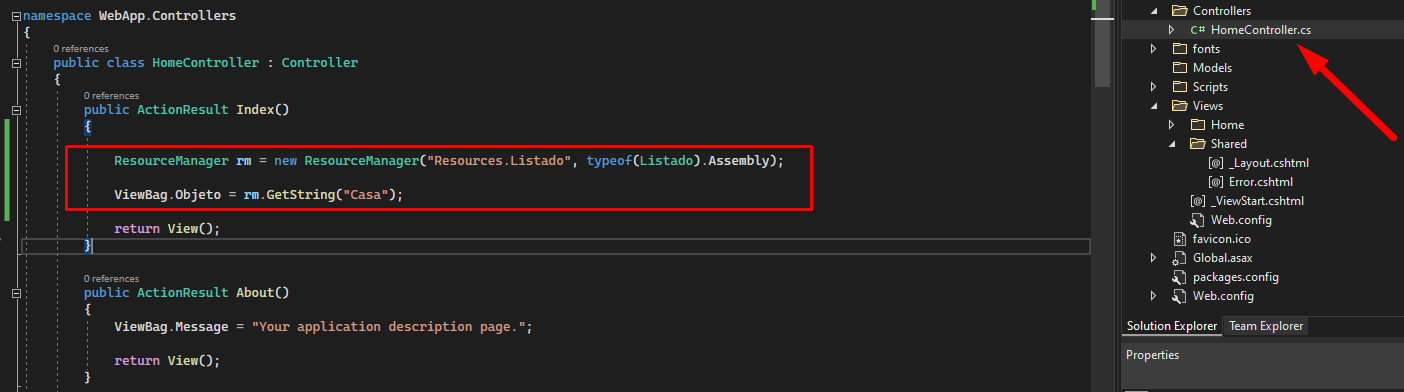 namespace WebApp.Controllers
{
0 references
public class HomeController : Controller
{
0 references
public ActionResult Index()
{
ResourceManager rm = new ResourceManager("Resources.Listado", typeof(Listado).Assembly);
ViewBag.Objeto = rm.GetString("Casa");
return View();
}
0 references
public ActionResult About()
{
ViewBag.Message = "Your application description page.";
return View();
}
Controllers
C# HomeController.cs
fonts
Models
Scripts
Views
Home
Shared
[@] _Layout.cshtml
[@] Error.cshtml
[@] _ViewStart.cshtml
Web.config
favicon.ico
Global.asax
packages.config
Web.config
Solution Explorer Team Explorer
Properties